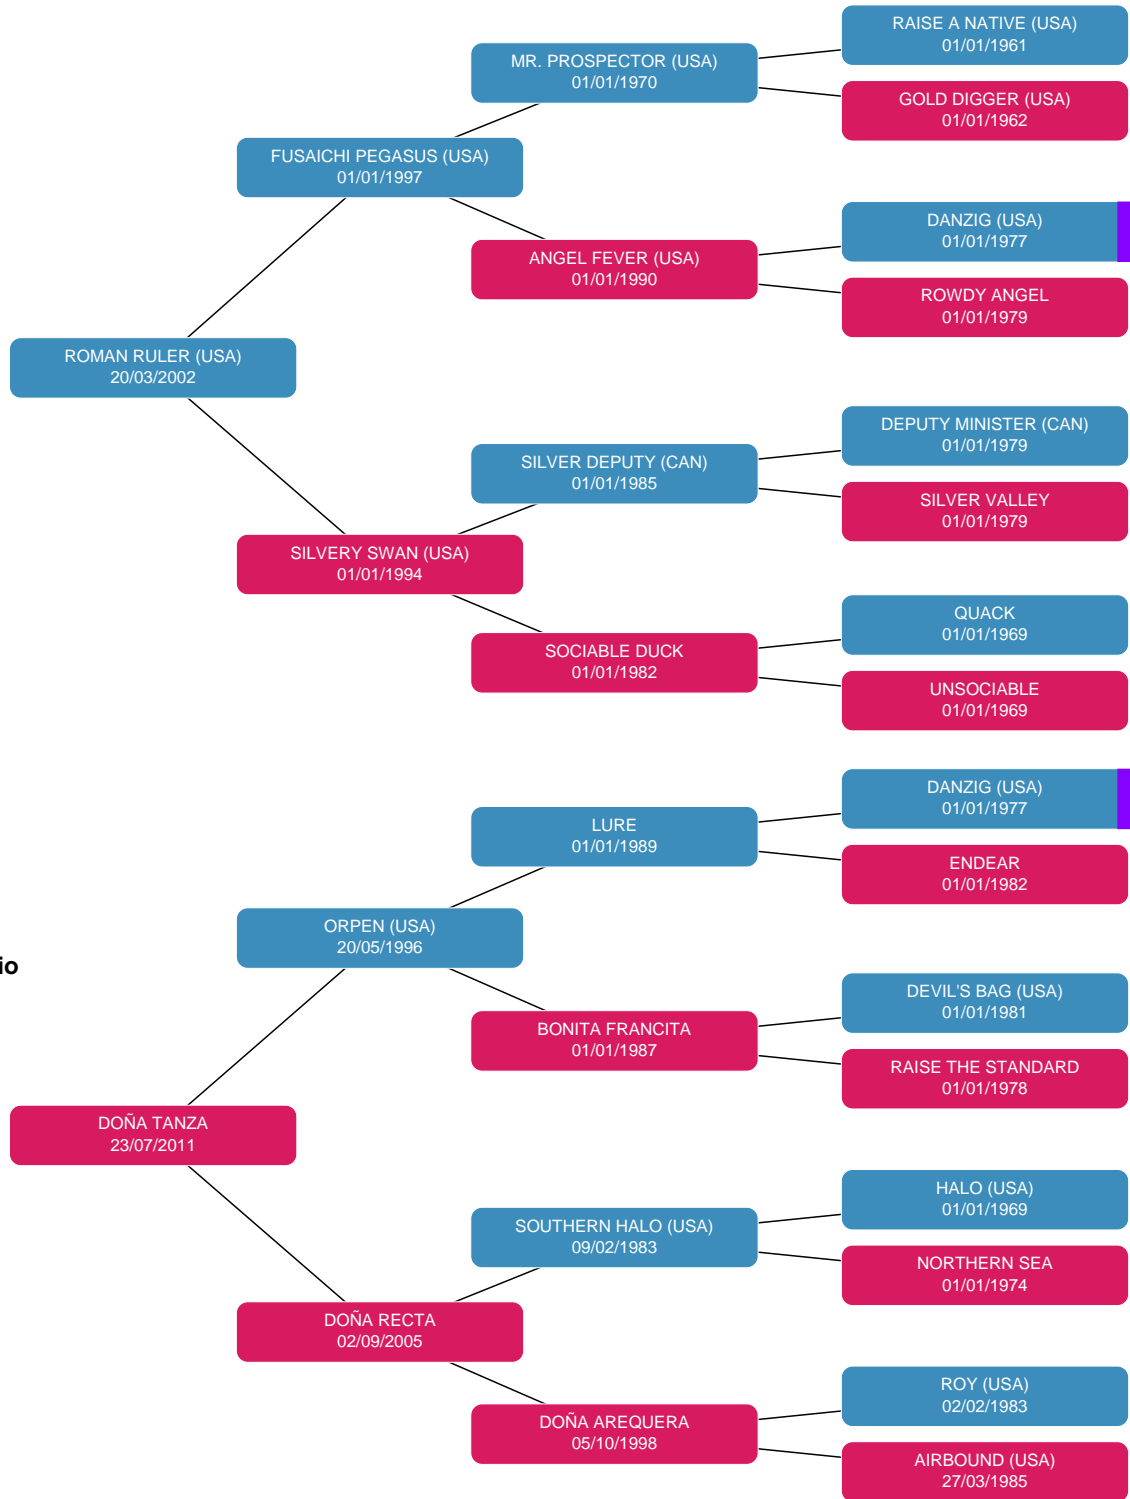 RAISE A NATIVE (USA)
01/01/1961
MR. PROSPECTOR (USA)
01/01/1970
GOLD DIGGER (USA)
01/01/1962
FUSAICHI PEGASUS (USA)
01/01/1997
DANZIG (USA)
01/01/1977
ANGEL FEVER (USA)
01/01/1990
ROWDY ANGEL
01/01/1979
ROMAN RULER (USA)
20/03/2002
DEPUTY MINISTER (CAN)
01/01/1979
SILVER DEPUTY (CAN)
01/01/1985
SILVER VALLEY
01/01/1979
SILVERY SWAN (USA)
01/01/1994
QUACK
01/01/1969
SOCIABLE DUCK
01/01/1982
UNSOCIABLE
01/01/1969
DANZIG (USA)
01/01/1977
LURE
01/01/1989
ENDEAR
01/01/1982
ORPEN (USA)
20/05/1996
io
DEVIL'S BAG (USA)
01/01/1981
BONITA FRANCITA
01/01/1987
RAISE THE STANDARD
01/01/1978
DOÑA TANZA
23/07/2011
HALO (USA)
01/01/1969
SOUTHERN HALO (USA)
09/02/1983
NORTHERN SEA
01/01/1974
DOÑA RECTA
02/09/2005
ROY (USA)
02/02/1983
DOÑA AREQUERA
05/10/1998
AIRBOUND (USA)
27/03/1985